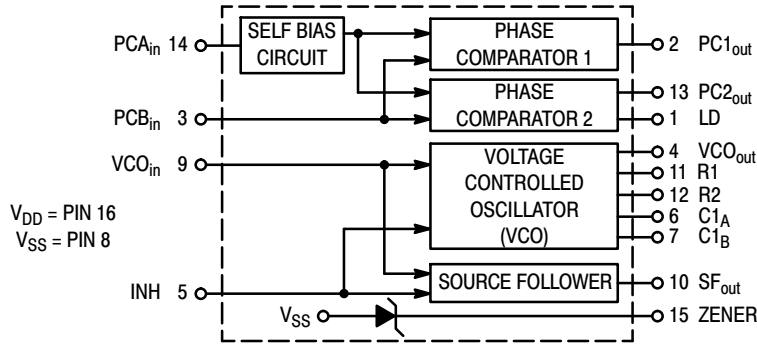 PCAin 14
SELF BIAS
CIRCUIT
PHASE
COMPARATOR 1
2 PC1out
PCBin 3
PHASE
COMPARATOR 2
13 PC2out
1 LD
VCOin 9
VOLTAGE
CONTROLLED
OSCILLATOR
(VCO)
4 VCOout
11 R1
12 R2
6 C1A
7 C1B
VDD = PIN 16
VSS = PIN 8
INH 5
SOURCE FOLLOWER
10 SFout
VSS
15 ZENER